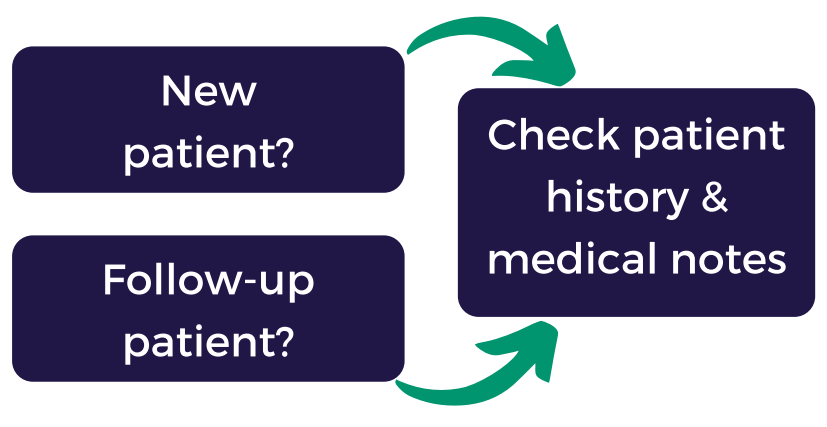 New
patient?
Follow-up
patient?
Check patient
history &
medical notes